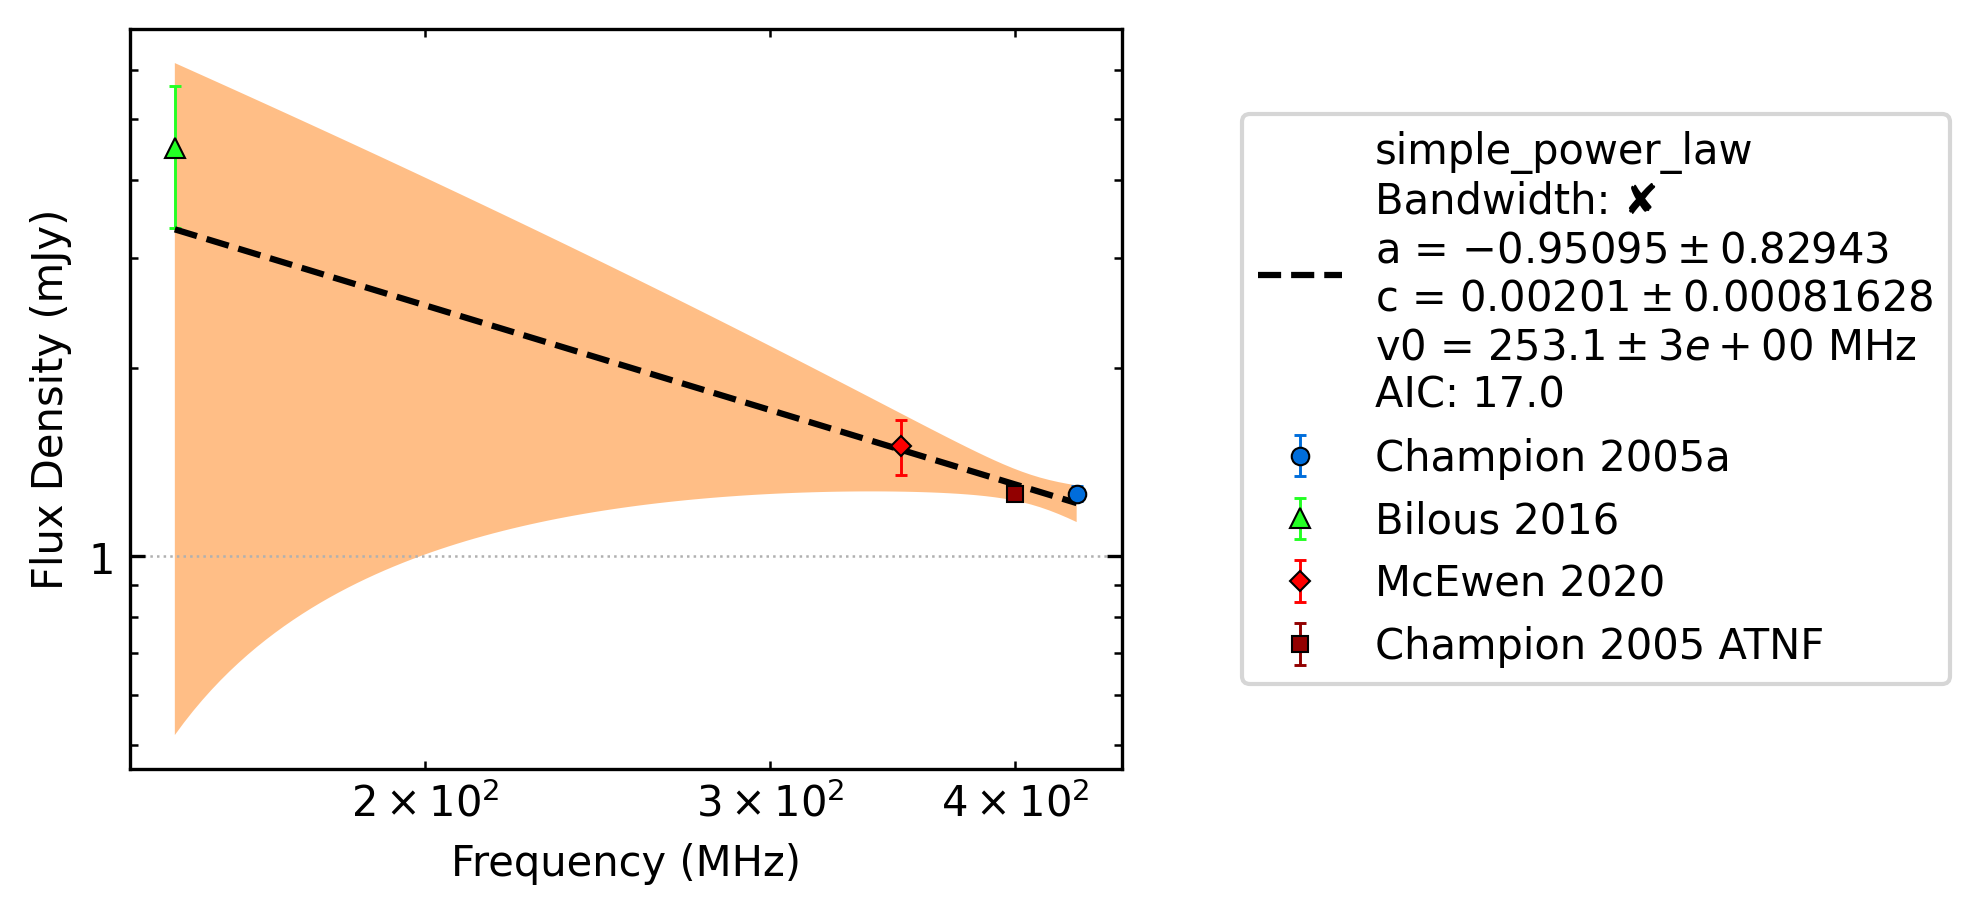 Flux Density (mJy)
1
2 × 10²
3 × 10²
4 × 10²
Frequency (MHz)
simple_power_law
Bandwidth: ✘
a = −0.95095 ± 0.82943
c = 0.00201 ± 0.00081628
v0 = 253.1 ± 3e + 00 MHz
AIC: 17.0
Champion 2005a
Bilous 2016
McEwen 2020
Champion 2005 ATNF